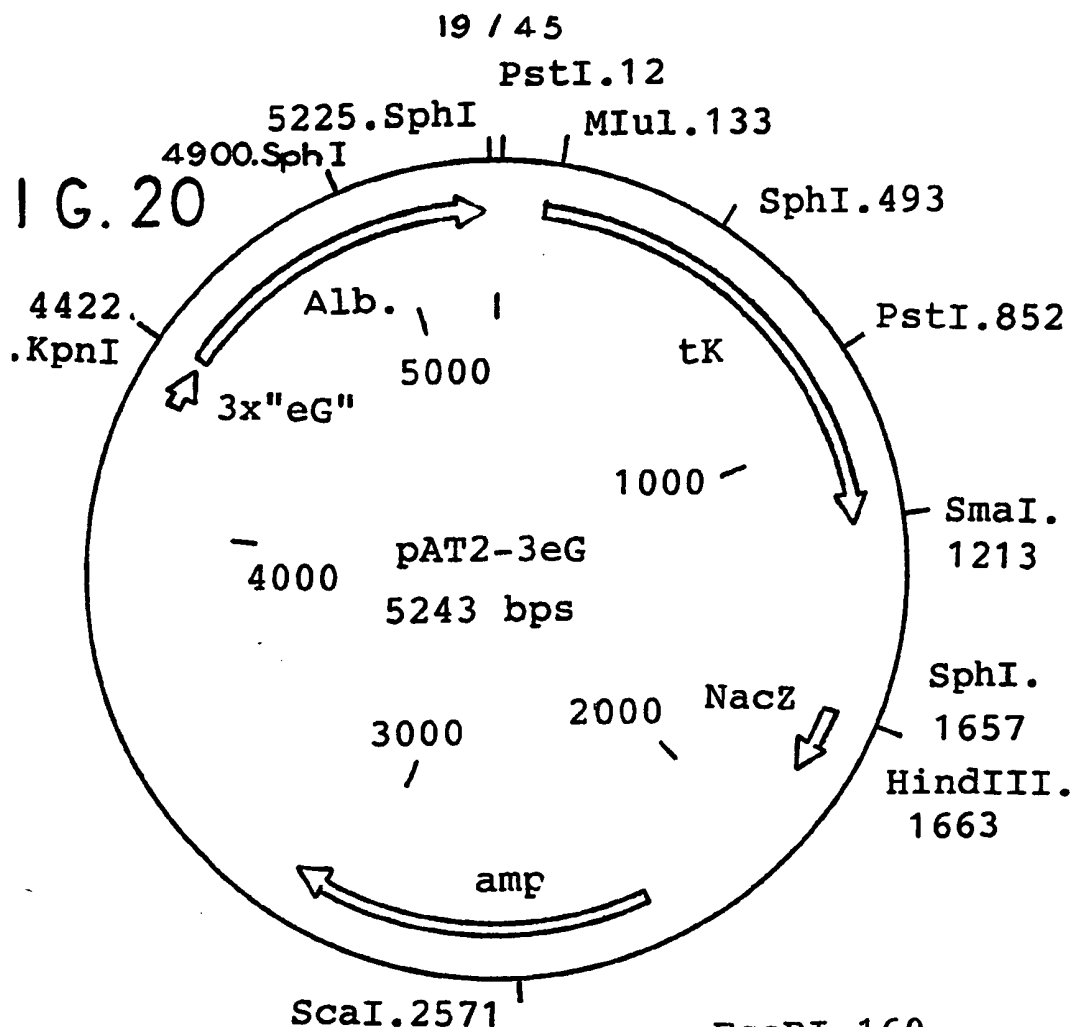 19 / 45
PstI.12
5225.SphI
MIul.133
4900.SphI
IG. 20
SphI.493
4422.
.KpnI
Alb.
PstI.852
5000
tK
3x"eG"
1000
SmaI.
1213
pAT2-3eG
4000
5243 bps
SphI.
1657
NacZ
2000
3000
HindIII.
1663
amp
ScaI.2571